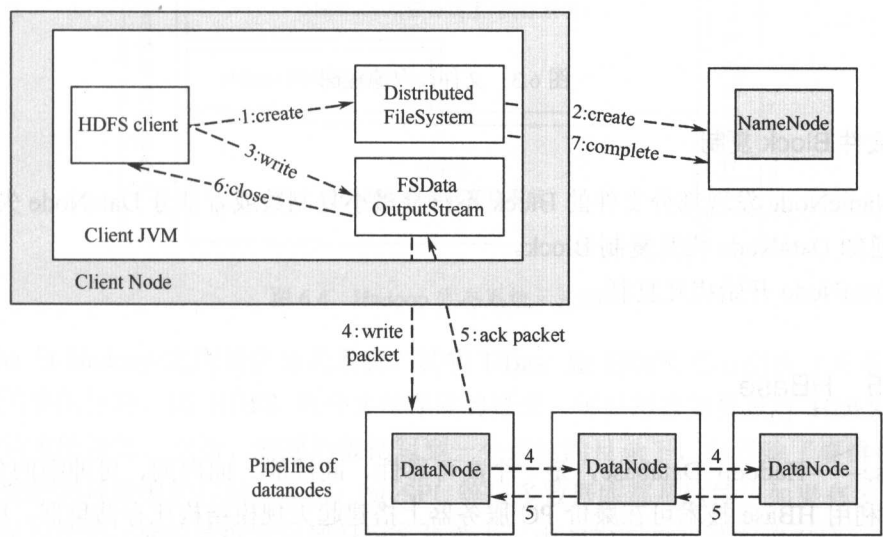 HDFS client
1:create
Distributed
FileSystem
2:create
7:complete
NameNode
3:write
6:close
FSData
OutputStream
Client JVM
Client Node
4:write
packet
5:ack packet
Pipeline of
datanodes
DataNode
4
5
DataNode
4
5
DataNode